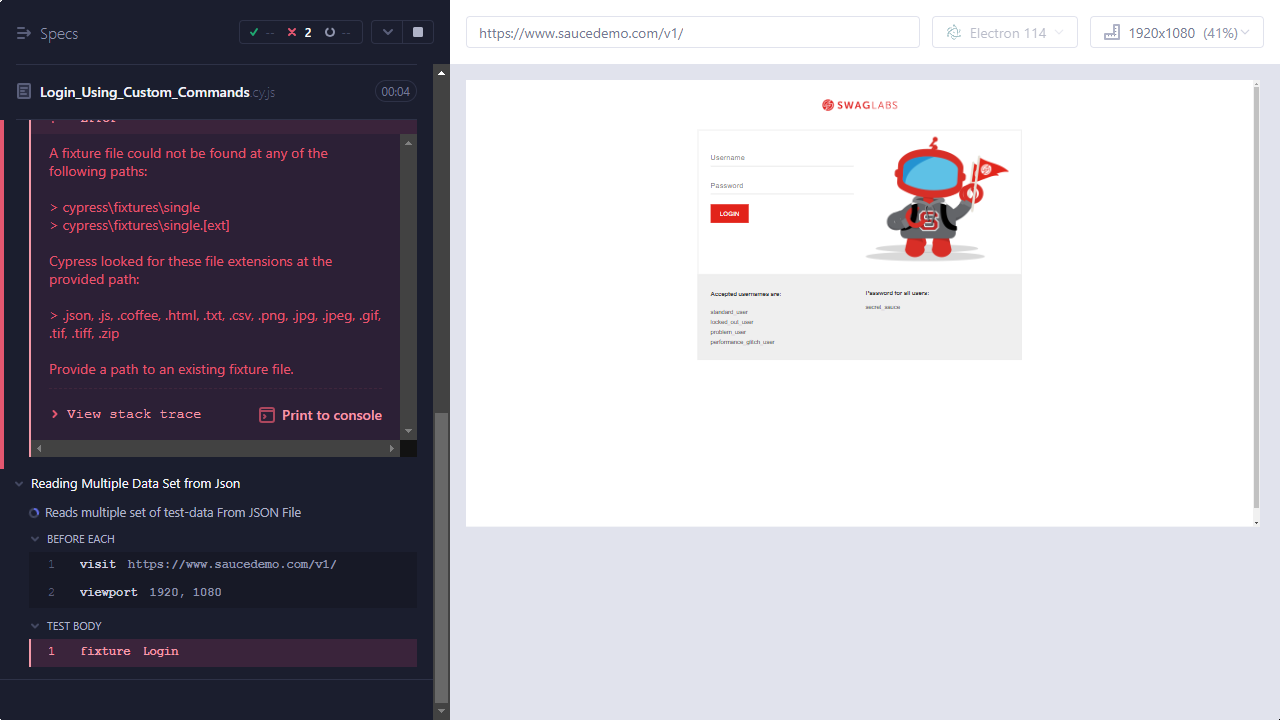 Specs
-- 2 --
Login_Using_Custom_Commands cy.js
00:04
Error
A fixture file could not be found at any of the
following paths:
> cypress\fixtures\single
> cypress\fixtures\single.[ext]
Cypress looked for these file extensions at the
provided path:
> .json, .js, .coffee, .html, .txt, .csv, .png, .jpg, .jpeg, .gif,
.tif, .tiff, .zip
Provide a path to an existing fixture file.
View stack trace
Print to console
Reading Multiple Data Set from Json
Reads multiple set of test-data From JSON File
BEFORE EACH
1 visit https://www.saucedemo.com/v1/
2 viewport 1920, 1080
TEST BODY
1 fixture Login
https://www.saucedemo.com/v1/
Electron 114
1920x1080 (41%)
SWAGLABS
Username
Password
LOGIN
Accepted usernames are:
standard_user
locked_out_user
problem_user
performance_glitch_user
Password for all users:
secret_sauce